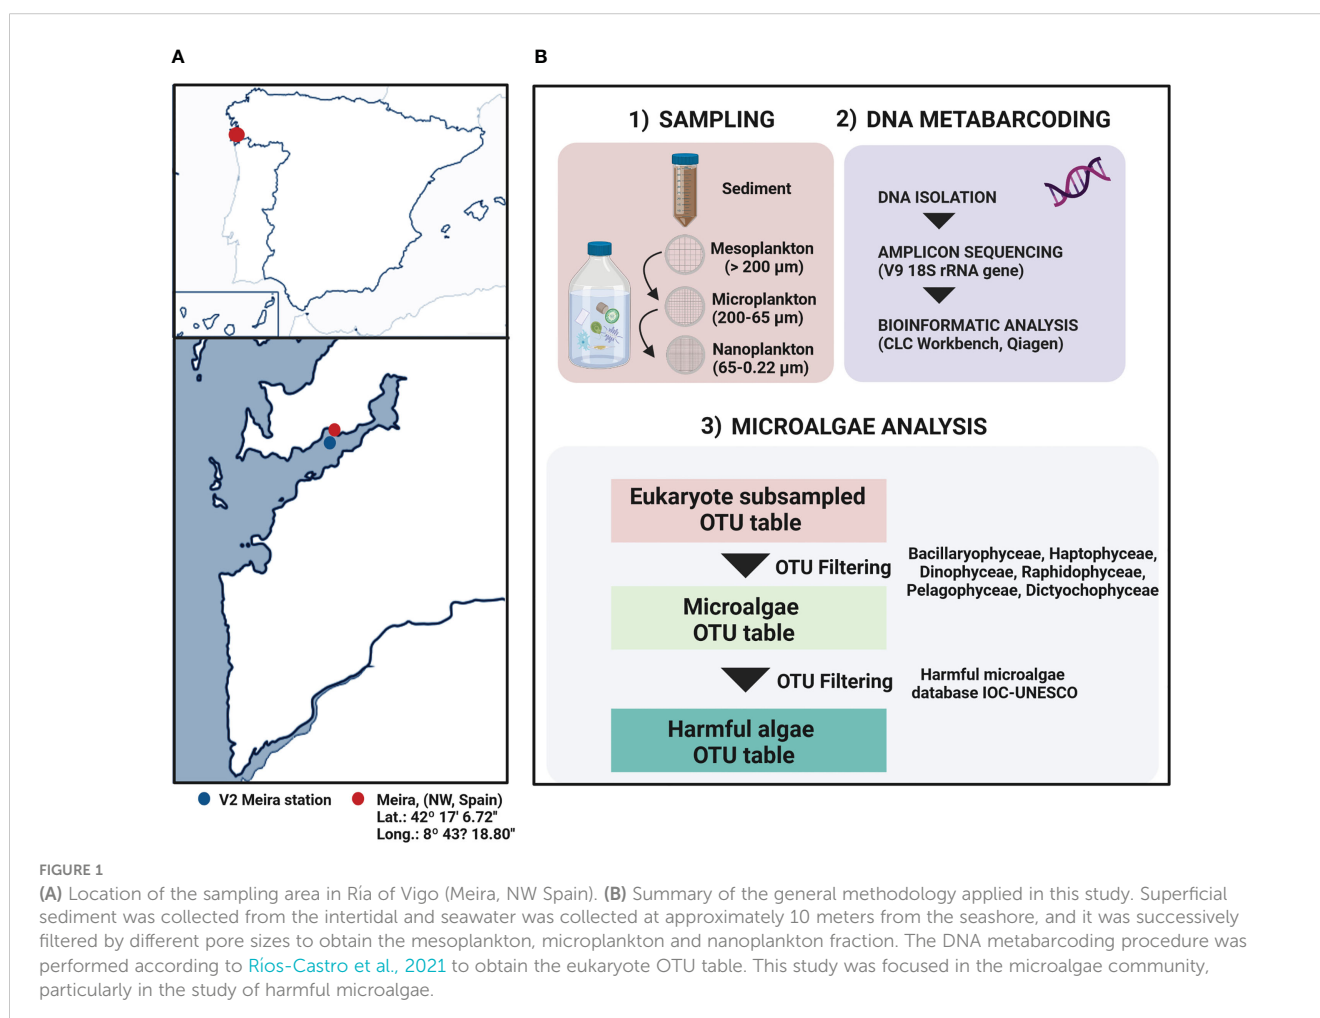 A
B
1) SAMPLING
Sediment
Mesoplankton
(> 200 µm)
Microplankton
(200-65 µm)
Nanoplankton
(65-0.22 µm)
2) DNA METABARCODING
DNA ISOLATION
AMPLICON SEQUENCING
(V9 18S rRNA gene)
BIOINFORMATIC ANALYSIS
(CLC Workbench, Qiagen)
3) MICROALGAE ANALYSIS
Eukaryote subsampled
OTU table
OTU Filtering
Bacillaryophyceae, Haptophyceae,
Dinophyceae, Raphidophyceae,
Pelagophyceae, Dictyochophyceae
Microalgae
OTU table
OTU Filtering
Harmful microalgae
database IOC-UNESCO
Harmful algae
OTU table
V2 Meira station
Meira, (NW, Spain)
Lat.: 42º 17' 6.72"
Long.: 8º 43? 18.80"
FIGURE 1
(A) Location of the sampling area in Ría of Vigo (Meira, NW Spain). (B) Summary of the general methodology applied in this study. Superficial
sediment was collected from the intertidal and seawater was collected at approximately 10 meters from the seashore, and it was successively
filtered by different pore sizes to obtain the mesoplankton, microplankton and nanoplankton fraction. The DNA metabarcoding procedure was
performed according to Ríos-Castro et al., 2021 to obtain the eukaryote OTU table. This study was focused in the microalgae community,
particularly in the study of harmful microalgae.